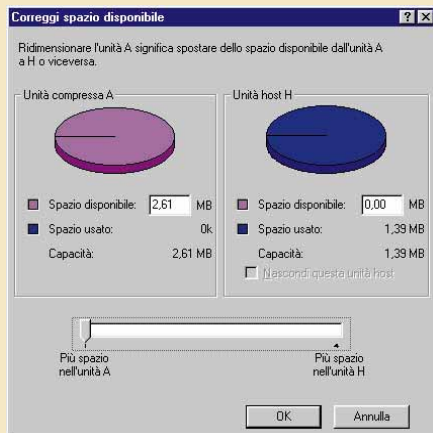 Correggi spazio disponibile
Ridimensionare l'unità A significa spostare dello spazio disponibile dall'unità A
a H o viceversa.
Unità compressa A
Spazio disponibile: 2,61 MB
Spazio usato: 0k
Capacità: 2,61 MB
Unità host H
Spazio disponibile: 0,00 MB
Spazio usato: 1,39 MB
Capacità: 1,39 MB
Nascondi questa unità host
Più spazio
nell'unità A
Più spazio
nell'unità H
OK
Annulla